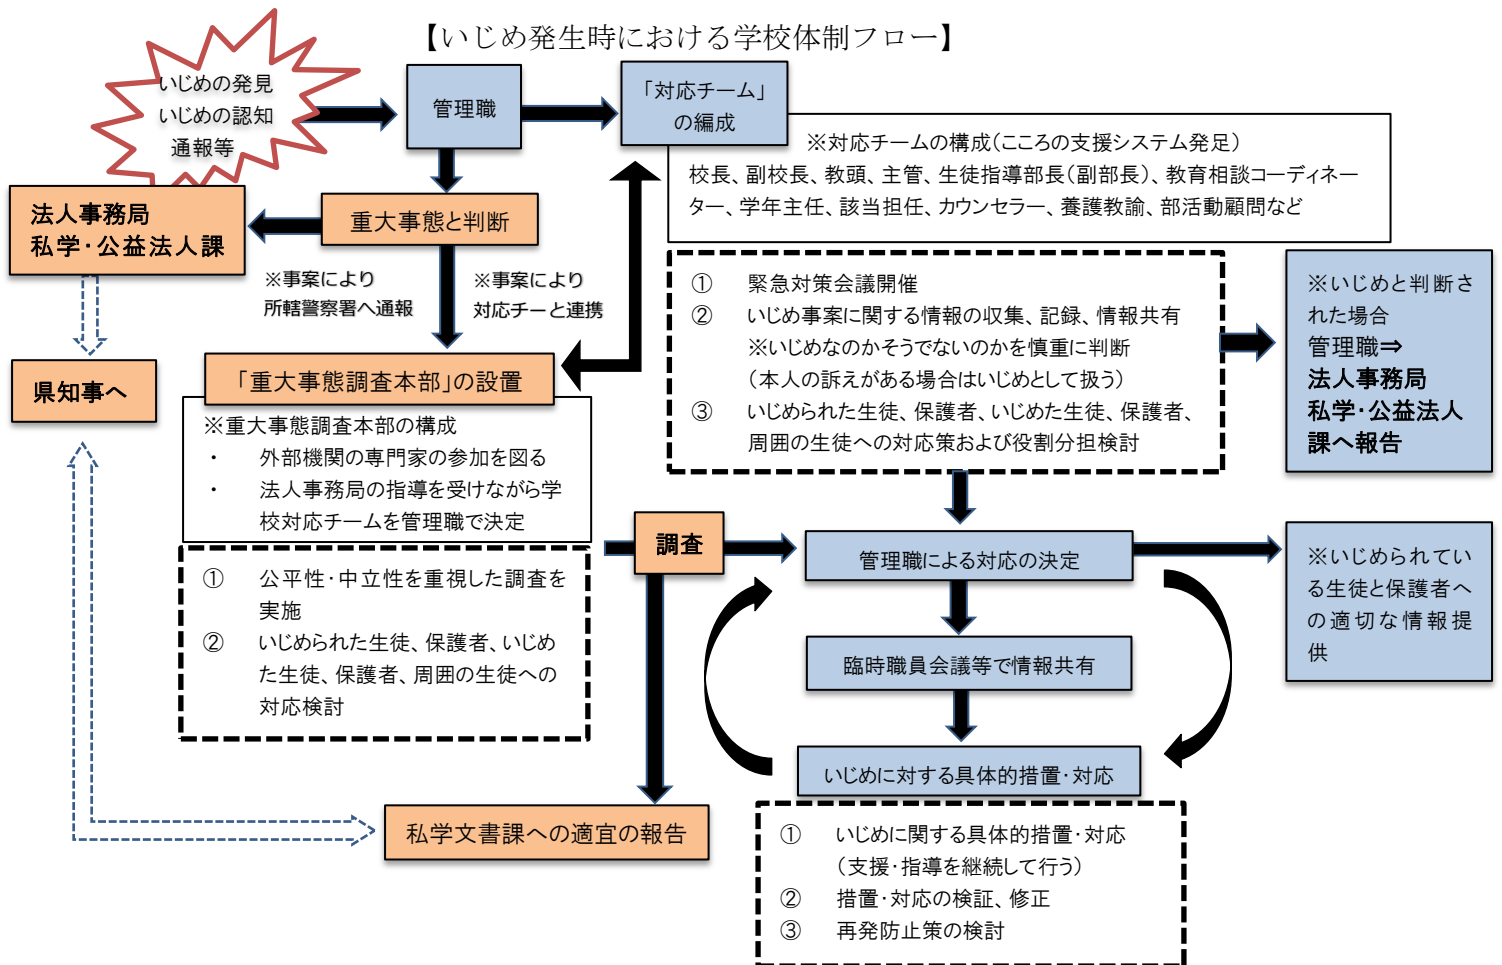 【いじめ発生時における学校体制フロー】
いじめの発見
いじめの認知
通報等
管理職
「対応チーム」
の編成
※対応チームの構成(こころの支援システム発足)
校長、副校長、教頭、主管、生徒指導部長(副部長)、教育相談コーディネー
ター、学年主任、該当担任、カウンセラー、養護教諭、部活動顧問など
法人事務局
私学・公益法人課
重大事態と判断
※事案により
所轄警察署へ通報
※事案により
対応チーと連携
県知事へ
「重大事態調査本部」の設置
※重大事態調査本部の構成
・ 外部機関の専門家の参加を図る
・ 法人事務局の指導を受けながら学
校対応チームを管理職で決定
① 公平性・中立性を重視した調査を
実施
② いじめられた生徒、保護者、いじめ
た生徒、保護者、周囲の生徒への
対応検討
① 緊急対策会議開催
② いじめ事案に関する情報の収集、記録、情報共有
※いじめなのかそうでないのかを慎重に判断
(本人の訴えがある場合はいじめとして扱う)
③ いじめられた生徒、保護者、いじめた生徒、保護者、
周囲の生徒への対応策および役割分担検討
※いじめと判断さ
れた場合
管理職⇒
法人事務局
私学・公益法人
課へ報告
調査
管理職による対応の決定
※いじめられてい
る生徒と保護者へ
の適切な情報提
供
臨時職員会議等で情報共有
いじめに対する具体的措置・対応
私学文書課への適宜の報告
① いじめに関する具体的措置・対応
(支援・指導を継続して行う)
② 措置・対応の検証、修正
③ 再発防止策の検討